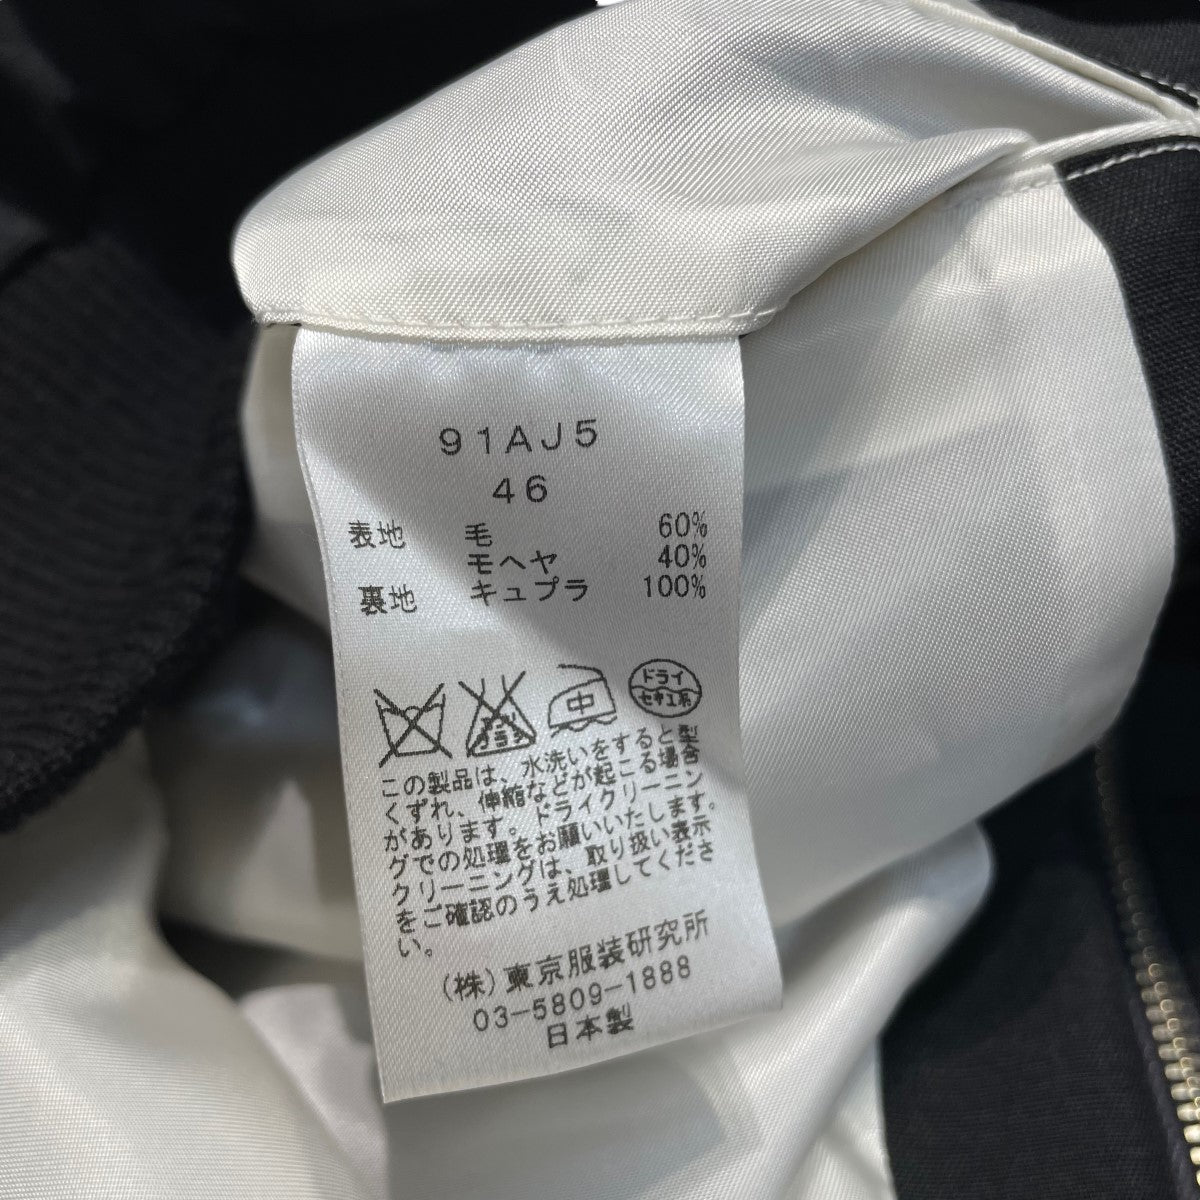 91AJ5
46
表地 毛 60%
モヘヤ 40%
裏地 キュプラ 100%
エンソ 中 ドライ
サラシ セキユ系
この製品は、水洗いをすると型
くずれ、伸縮などが起こる場合
があります。ドライクリーニン
グでの処理をお願いいたします。
クリーニングは、取り扱い表示
をご確認のうえ処理してくださ
い。
(株)東京服装研究所
03-5809-1888
日本製